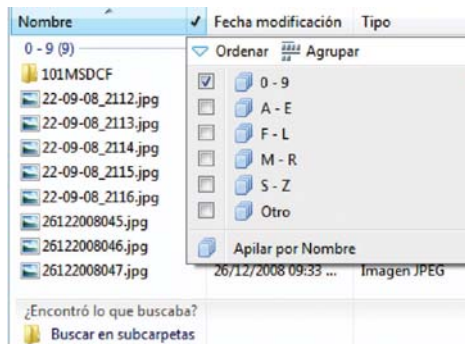 Nombre Fecha modificación Tipo
0 - 9 (9) Ordenar Agrupar
101MSDCF 0 - 9
22-09-08_2112.jpg A - E
22-09-08_2113.jpg F - L
22-09-08_2114.jpg M - R
22-09-08_2115.jpg S - Z
22-09-08_2116.jpg Otro
26122008045.jpg
26122008046.jpg Apilar por Nombre
26122008047.jpg 26/12/2008 09:33 ... Imagen JPEG
¿Encontró lo que buscaba?
Buscar en subcarpetas